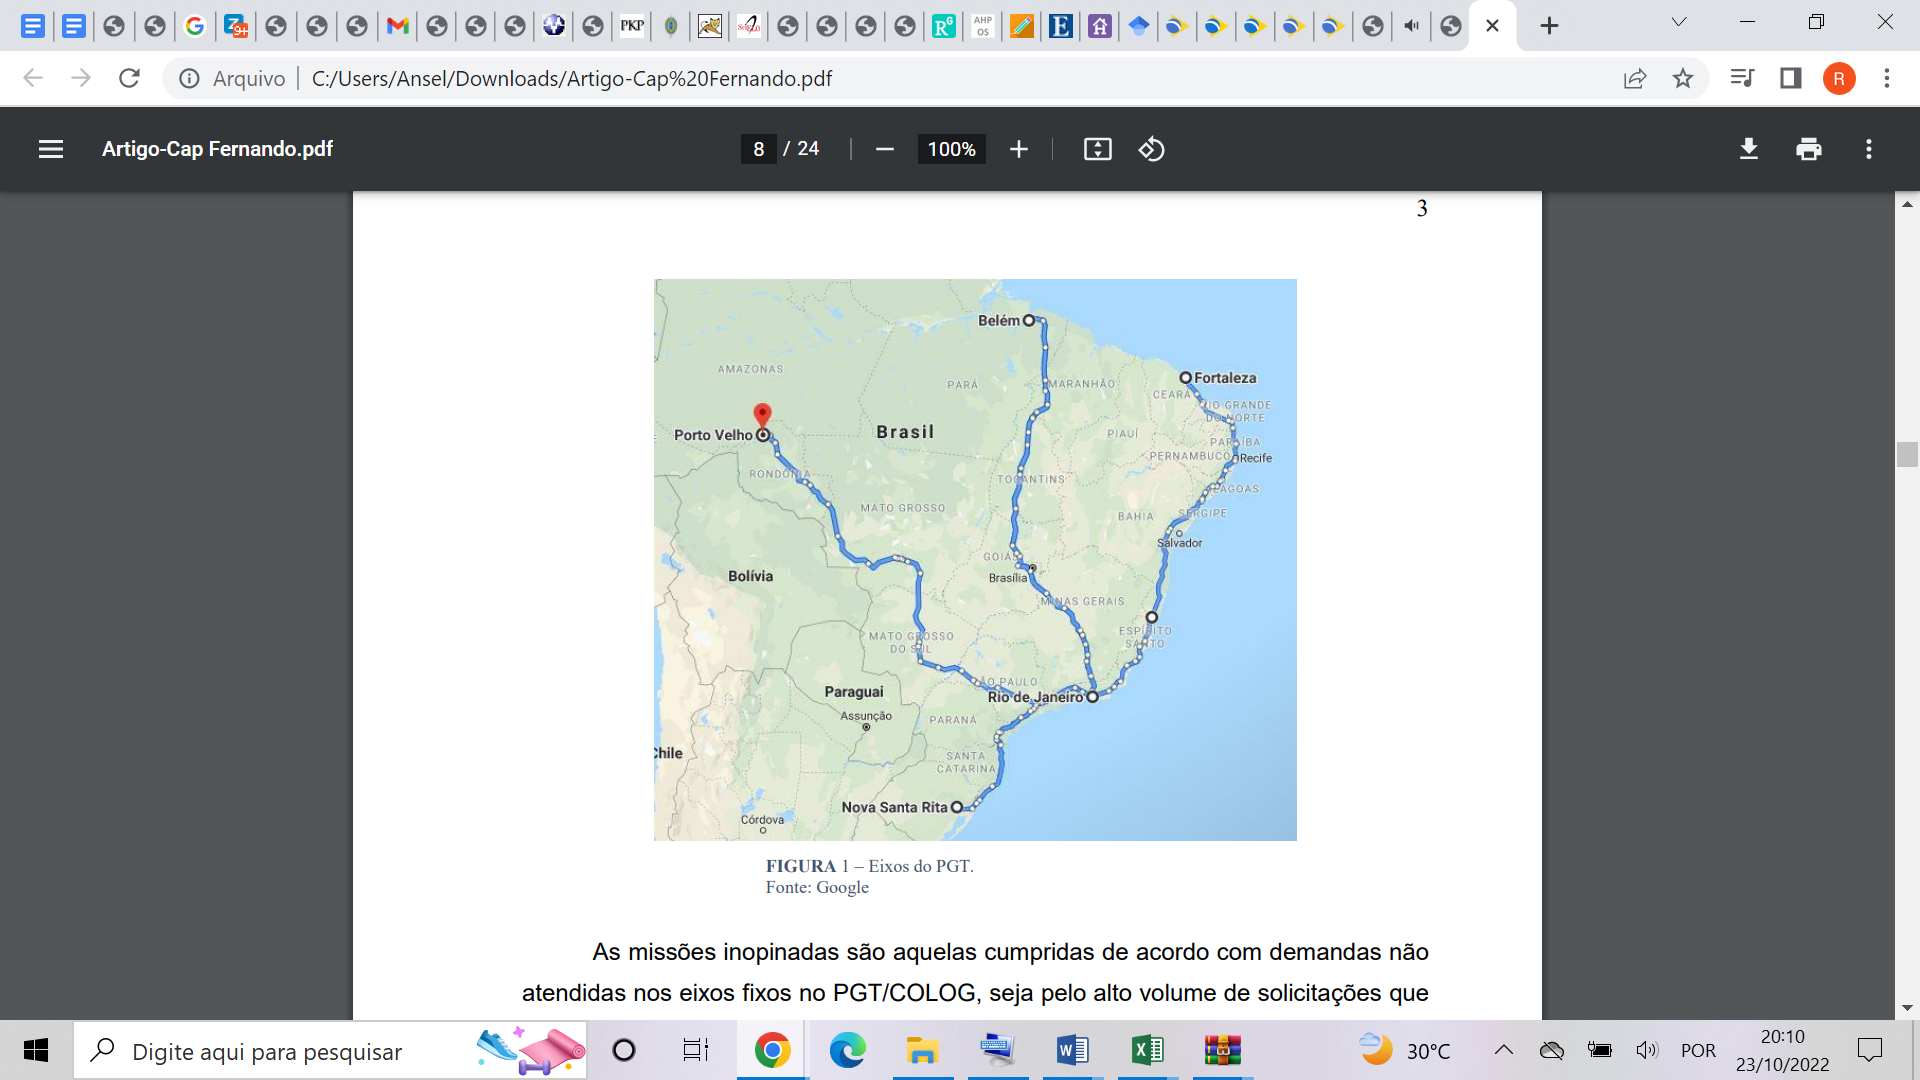 Arquivo
C:/Users/Ansel/Downloads/Artigo-Cap%20Fernando.pdf
R
Artigo-Cap Fernando.pdf
8 / 24
100%
3
Belém
Fortaleza
AMAZONAS
PARÁ
MARANHÃO
CEARÁ
RIO GRANDE
DO NORTE
Porto Velho
Brasil
PIAUÍ
PARAÍBA
PERNAMBUCO
Recife
RONDÔNIA
TOCANTINS
ALAGOAS
MATO GROSSO
BAHIA
SERGIPE
Salvador
GOIÁS
Brasília
Bolívia
MINAS GERAIS
MATO GROSSO
DO SUL
ESPÍRITO
SANTO
SÃO PAULO
Rio de Janeiro
Paraguai
Assunção
PARANÁ
Chile
SANTA
CATARINA
Nova Santa Rita
Córdova
FIGURA 1 – Eixos do PGT.
Fonte: Google
As missões inopinadas são aquelas cumpridas de acordo com demandas não
atendidas nos eixos fixos no PGT/COLOG, seja pelo alto volume de solicitações que
Digite aqui para pesquisar
30°C
POR
20:10
23/10/2022